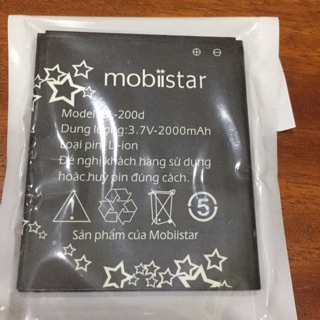 mobiistar
Model: BL-200d
Dung lượng:3.7V-2000mAh
Loại pin: Li-ion
Đề nghị khách hàng sử dụng
hoặc hủy pin đúng cách.
5
Sản phẩm của Mobiistar